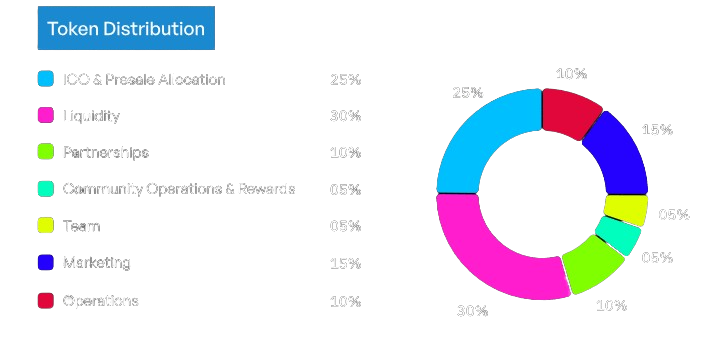 Token Distribution
ICO & Presale Allocation 25%
Liquidity 30%
Partnerships 10%
Community Operations & Rewards 05%
Team 05%
Marketing 15%
Operations 10%
10%
25%
15%
05%
05%
10%
30%